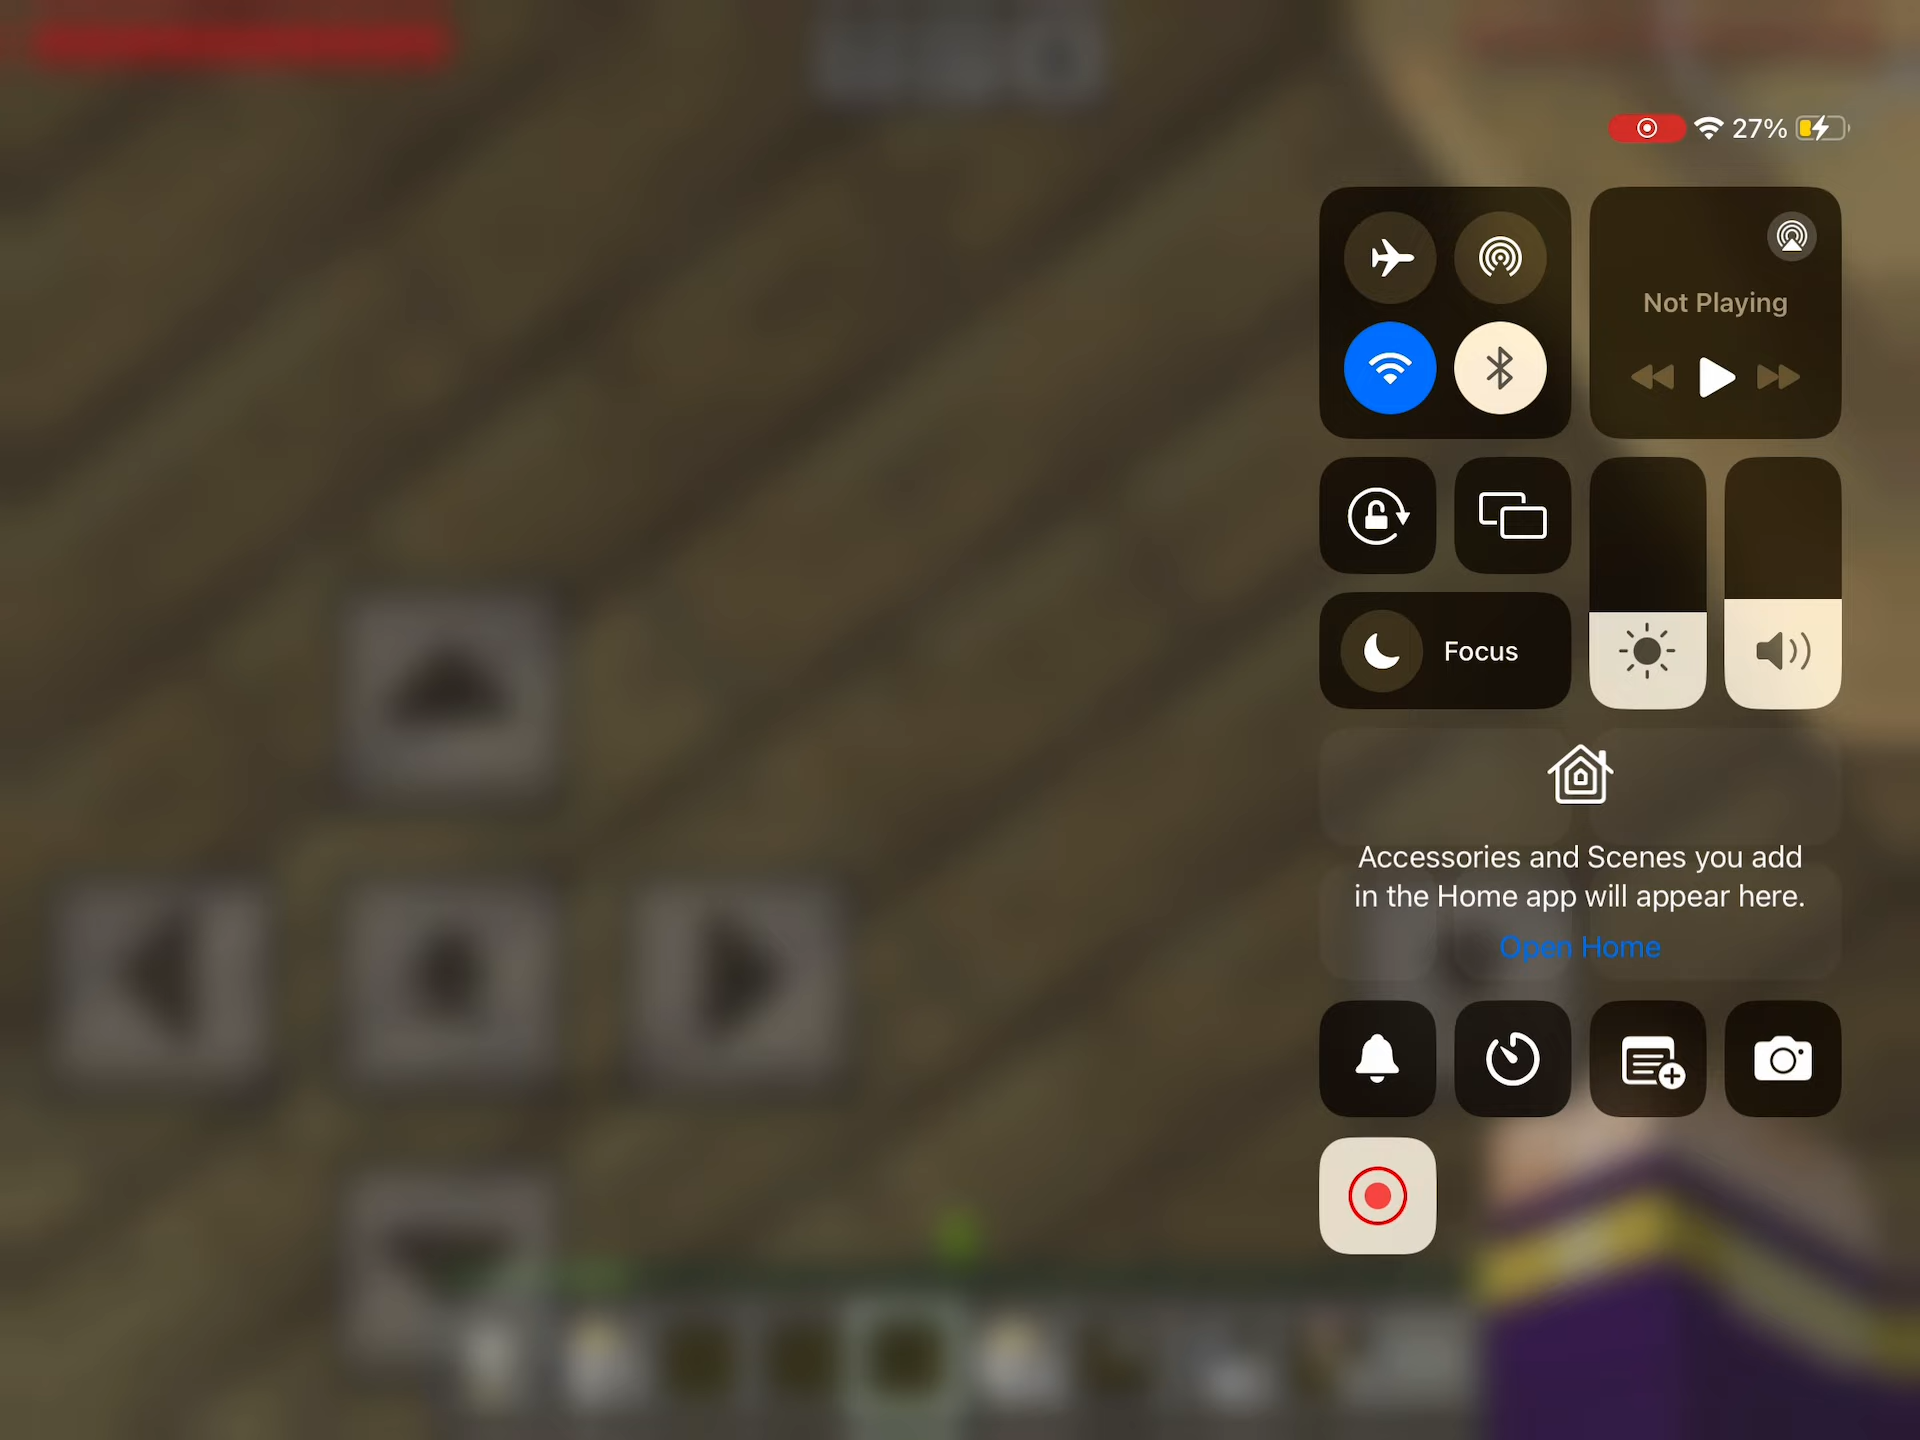 27%
Not Playing
Focus
Accessories and Scenes you add
in the Home app will appear here.
Open Home